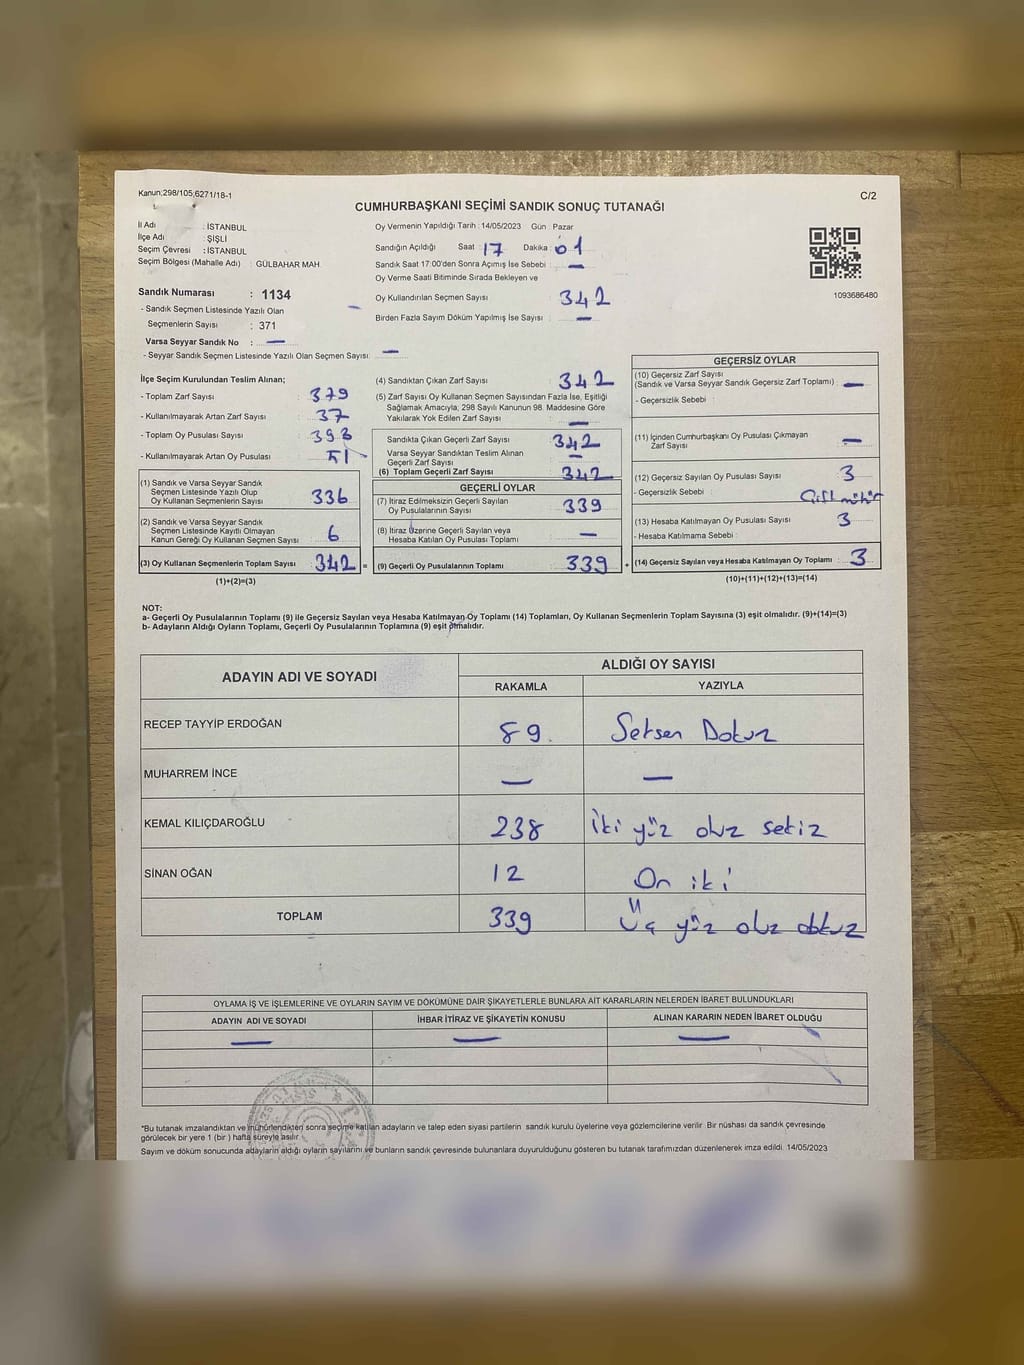 Kanun;298/105;6271/18-1
C/2
CUMHURBAŞKANI SEÇİMİ SANDIK SONUÇ TUTANAĞI
İl Adı : İSTANBUL
İlçe Adı : ŞİŞLİ
Seçim Çevresi : İSTANBUL
Seçim Bölgesi (Mahalle Adı) : GÜLBAHAR MAH
Sandık Numarası : 1134
- Sandık Seçmen Listesinde Yazılı Olan —
Seçmenlerin Sayısı : 371
Varsa Seyyar Sandık No : —
- Seyyar Sandık Seçmen Listesinde Yazılı Olan Seçmen Sayısı : —
Oy Vermenin Yapıldığı Tarih : 14/05/2023 Gün : Pazar
Sandığın Açıldığı Saat : 17 Dakika : 01
Sandık Saat 17:00'den Sonra Açımış İse Sebebi : —
Oy Verme Saati Bitiminde Sırada Bekleyen ve
Oy Kullandırılan Seçmen Sayısı : 342
Birden Fazla Sayım Döküm Yapılmış İse Sayısı : —
1093686480
İlçe Seçim Kurulundan Teslim Alınan;
- Toplam Zarf Sayısı : 379
- Kullanılmayarak Artan Zarf Sayısı : 37
- Toplam Oy Pusulası Sayısı : 393
- Kullanılmayarak Artan Oy Pusulası : 51
(1) Sandık ve Varsa Seyyar Sandık
Seçmen Listesinde Yazılı Olup
Oy Kullanan Seçmenlerin Sayısı : 336
(2) Sandık ve Varsa Seyyar Sandık
Seçmen Listesinde Kayıtlı Olmayan
Kanun Gereği Oy Kullanan Seçmen Sayısı : 6
(3) Oy Kullanan Seçmenlerin Toplam Sayısı : 342 =
(1)+(2)=(3)
(4) Sandıktan Çıkan Zarf Sayısı : 342
(5) Zarf Sayısı Oy Kullanan Seçmen Sayısından Fazla İse, Eşitliği
Sağlamak Amacıyla, 298 Sayılı Kanunun 98. Maddesine Göre
Yakılarak Yok Edilen Zarf Sayısı : —
Sandıkta Çıkan Geçerli Zarf Sayısı : 342
Varsa Seyyar Sandıktan Teslim Alınan
Geçerli Zarf Sayısı : —
(6) Toplam Geçerli Zarf Sayısı : 342
GEÇERLİ OYLAR
(7) İtiraz Edilmeksizin Geçerli Sayılan
Oy Pusulalarının Sayısı : 339
(8) İtiraz Üzerine Geçerli Sayılan veya
Hesaba Katılan Oy Pusulası Toplamı : —
(9) Geçerli Oy Pusulalarının Toplamı : 339 +
GEÇERSİZ OYLAR
(10) Geçersiz Zarf Sayısı
(Sandık ve Varsa Seyyar Sandık Geçersiz Zarf Toplamı) : —
- Geçersizlik Sebebi :
(11) İçinden Cumhurbaşkanı Oy Pusulası Çıkmayan
Zarf Sayısı : —
(12) Geçersiz Sayılan Oy Pusulası Sayısı : 3
- Geçersizlik Sebebi : Çift mühür
(13) Hesaba Katılmayan Oy Pusulası Sayısı : 3
- Hesaba Katılmama Sebebi :
(14) Geçersiz Sayılan veya Hesaba Katılmayan Oy Toplamı : 3
(10)+(11)+(12)+(13)=(14)
NOT:
a- Geçerli Oy Pusulalarının Toplamı (9) ile Geçersiz Sayılan veya Hesaba Katılmayan Oy Toplamı (14) Toplamları, Oy Kullanan Seçmenlerin Toplam Sayısına (3) eşit olmalıdır. (9)+(14)=(3)
b- Adayların Aldığı Oyların Toplamı, Geçerli Oy Pusulalarının Toplamına (9) eşit olmalıdır.
ADAYIN ADI VE SOYADI ALDIĞI OY SAYISI
RAKAMLA YAZIYLA
RECEP TAYYİP ERDOĞAN 89 Seksen Dokuz
MUHARREM İNCE — —
KEMAL KILIÇDAROĞLU 238 İki yüz otuz sekiz
SİNAN OĞAN 12 On iki
TOPLAM 339 Üç yüz otuz dokuz
OYLAMA İŞ VE İŞLEMLERİNE VE OYLARIN SAYIM VE DÖKÜMÜNE DAİR ŞİKAYETLERLE BUNLARA AİT KARARLARIN NELERDEN İBARET BULUNDUKLARI
ADAYIN ADI VE SOYADI İHBAR İTİRAZ VE ŞİKAYETİN KONUSU ALINAN KARARIN NEDEN İBARET OLDUĞU
— — —
*Bu tutanak imzalandıktan ve mühürlendikten sonra seçime katılan adayların ve talep eden siyasi partilerin sandık kurulu üyelerine veya gözlemcilerine verilir. Bir nüshası da sandık çevresinde
görülecek bir yere 1 (bir ) hafta süreyle asılır.
Sayım ve döküm sonucunda adayların aldığı oyların sayılarını ve bunların sandık çevresinde bulunanlara duyurulduğunu gösteren bu tutanak tarafımızdan düzenlenerek imza edildi. 14/05/2023